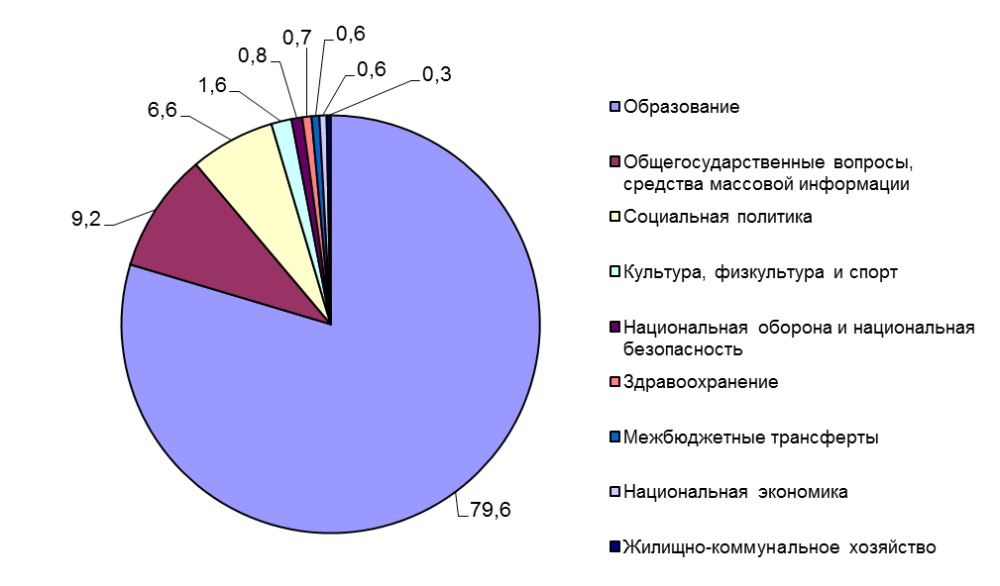 0,7
0,6
0,8
0,6
0,3
1,6
6,6
9,2
79,6
Образование
Общегосударственные вопросы,
средства массовой информации
Социальная политика
Культура, физкультура и спорт
Национальная оборона и национальная
безопасность
Здравоохранение
Межбюджетные трансферты
Национальная экономика
Жилищно-коммунальное хозяйство